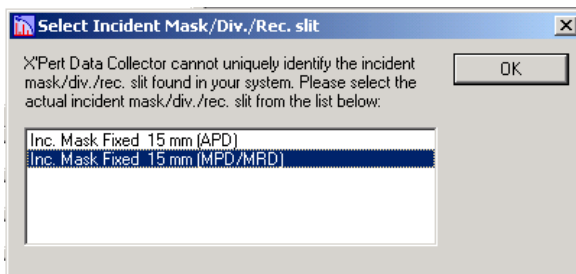 Select Incident Mask/Div./Rec. slit
X'Pert Data Collector cannot uniquely identify the incident
mask/div./rec. slit found in your system. Please select the
actual incident mask/div./rec. slit from the list below:
OK
Inc. Mask Fixed  15 mm (APD)
Inc. Mask Fixed  15 mm (MPD/MRD)